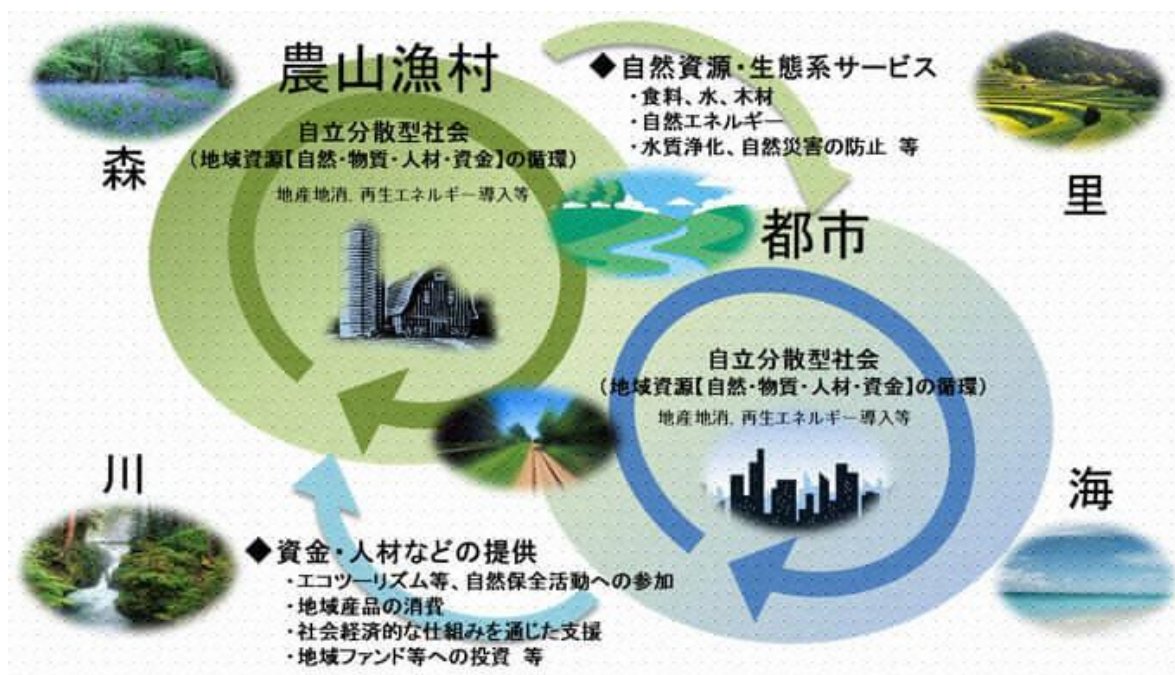 森
農山漁村
自立分散型社会
(地域資源【自然・物質・人材・資金】の循環)
地産地消、再生エネルギー導入等
◆自然資源・生態系サービス
・食料、水、木材
・自然エネルギー
・水質浄化、自然災害の防止 等
里
都市
自立分散型社会
(地域資源【自然・物質・人材・資金】の循環)
地産地消、再生エネルギー導入等
川
◆資金・人材などの提供
・エコツーリズム等、自然保全活動への参加
・地域産品の消費
・社会経済的な仕組みを通じた支援
・地域ファンド等への投資 等
海